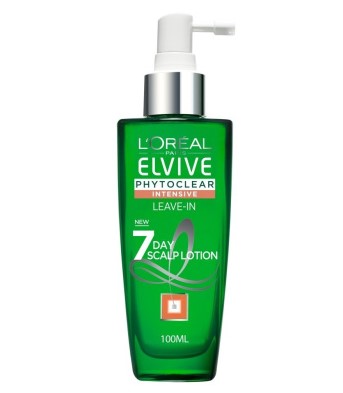 L'ORÉAL
PARIS
ELVIVE
PHYTOCLEAR
INTENSIVE
LEAVE-IN
NEW
7 DAY
SCALP LOTION
100ML